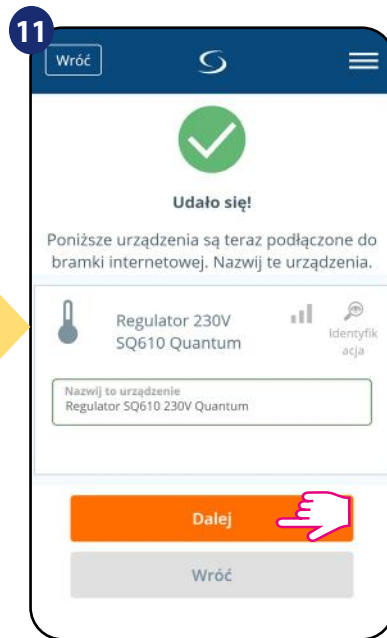 11
Wróć
Udało się!
Poniższe urządzenia są teraz podłączone do
bramki internetowej. Nazwij te urządzenia.
Regulator 230V
SQ610 Quantum
Identyfik
acja
Nazwij to urządzenie
Regulator SQ610 230V Quantum
Dalej
Wróć